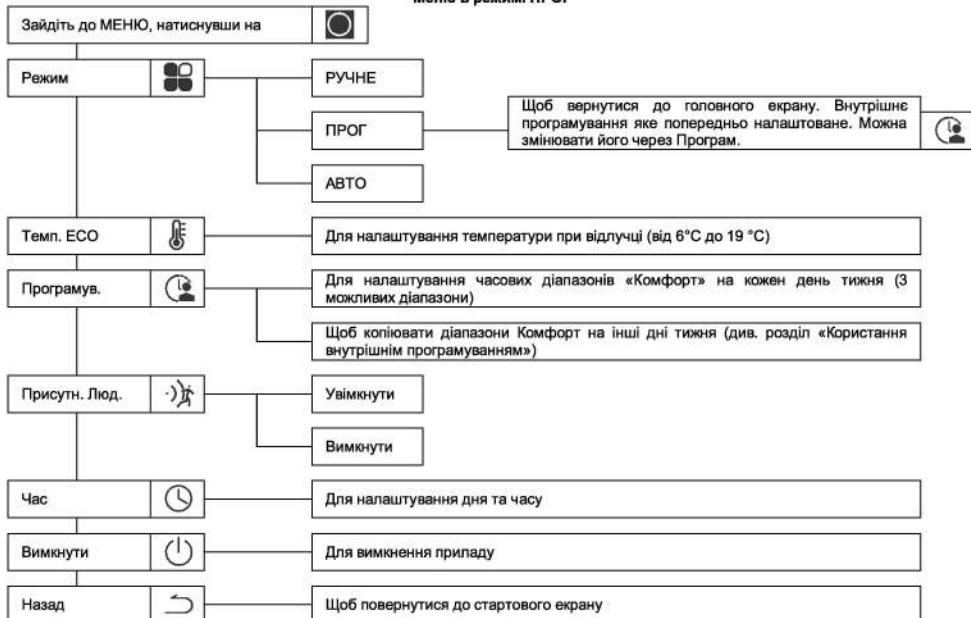 Зайдіть до МЕНЮ, натиснувши на
Режим
РУЧНЕ
ПРОГ
Щоб вернутися до головного екрану. Внутрішнє
програмування яке попередньо налаштоване. Можна
змінювати його через Програм.
АВТО
Темп. ECO
Для налаштування температури при відлучці (від 6°C до 19 °C)
Програмув.
Для налаштування часових діапазонів «Комфорт» на кожен день тижня (3
можливих діапазони)
Щоб копіювати діапазони Комфорт на інші дні тижня (див. розділ «Користання
внутрішнім програмуванням»)
Присутн. Люд.
Увімкнути
Вимкнути
Час
Для налаштування дня та часу
Вимкнути
Для вимкнення приладу
Назад
Щоб повернутися до стартового екрану